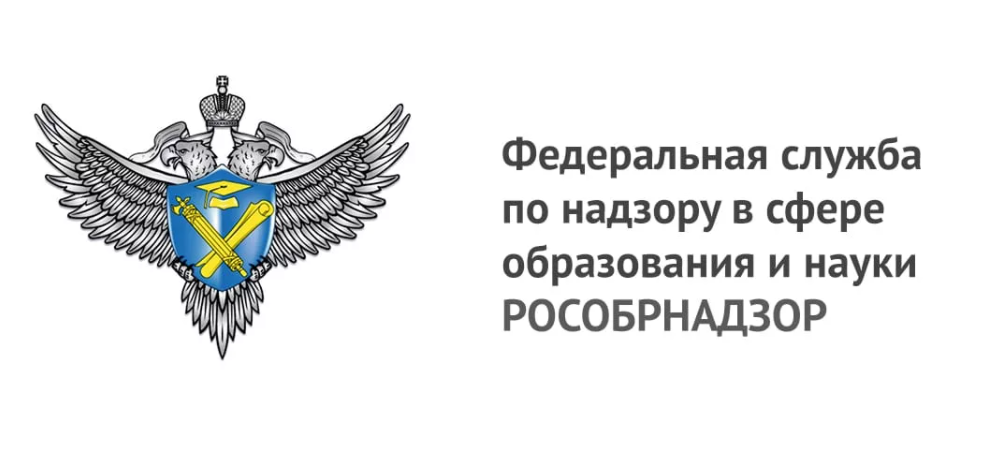 Федеральная служба
по надзору в сфере
образования и науки
РОСОБРНАДЗОР